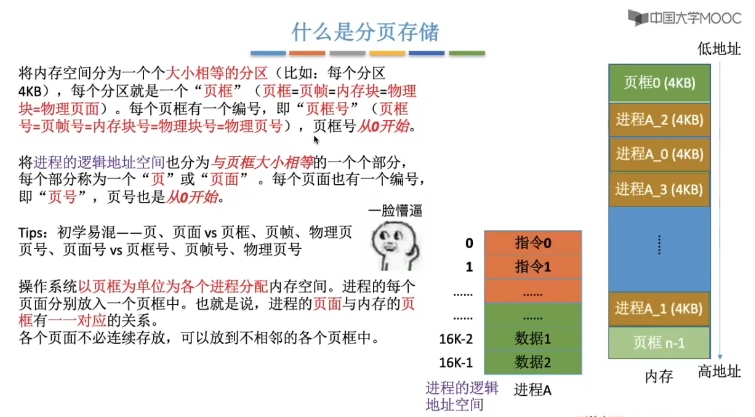 中国大学MOOC
什么是分页存储
将内存空间分为一个个大小相等的分区（比如：每个分区
4KB），每个分区就是一个“页框”（页框=页帧=内存块=物理
块=物理页面）。每个页框有一个编号，即“页框号”（页框
号=页帧号=内存块号=物理块号=物理页号），页框号从0开始。
将进程的逻辑地址空间也分为与页框大小相等的一个个部分，
每个部分称为一个“页”或“页面” 。每个页面也有一个编号，
即“页号”，页号也是从0开始。
Tips：初学易混——页、页面 vs 页框、页帧、物理页
页号、页面号 vs 页框号、页帧号、物理页号
操作系统以页框为单位为各个进程分配内存空间。进程的每个
页面分别放入一个页框中。也就是说，进程的页面与内存的页
框有一一对应的关系。
各个页面不必连续存放，可以放到不相邻的各个页框中。
一脸懵逼
0 指令0
1 指令1
…… ……
…… ……
16K-2 数据1
16K-1 数据2
进程的逻辑
地址空间
进程A
低地址
页框0 (4KB)
进程A_2 (4KB)
进程A_0 (4KB)
进程A_3 (4KB)
……
进程A_1 (4KB)
页框 n-1
内存
高地址